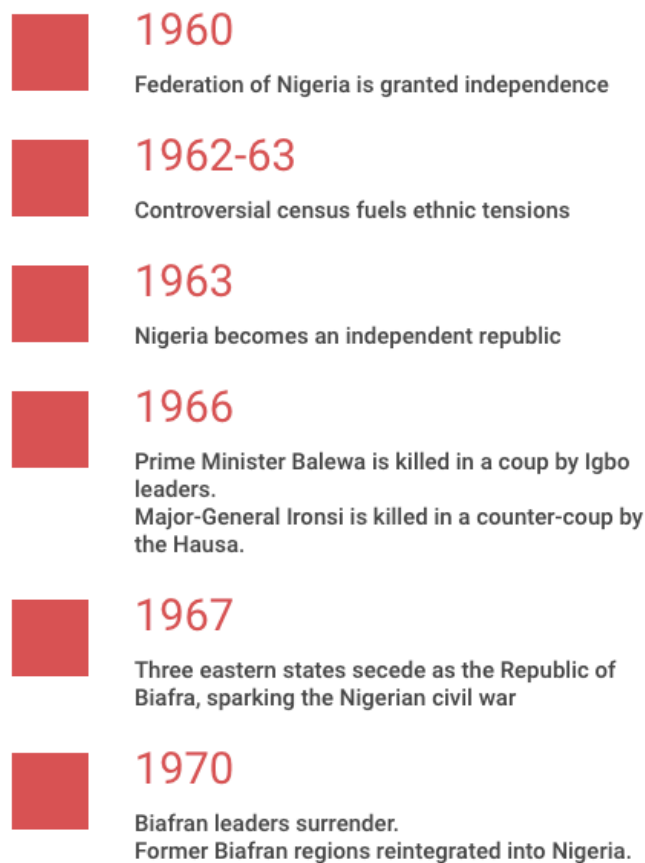 1960
Federation of Nigeria is granted independence
1962-63
Controversial census fuels ethnic tensions
1963
Nigeria becomes an independent republic
1966
Prime Minister Balewa is killed in a coup by Igbo
leaders.
Major-General Ironsi is killed in a counter-coup by
the Hausa.
1967
Three eastern states secede as the Republic of
Biafra, sparking the Nigerian civil war
1970
Biafran leaders surrender.
Former Biafran regions reintegrated into Nigeria.